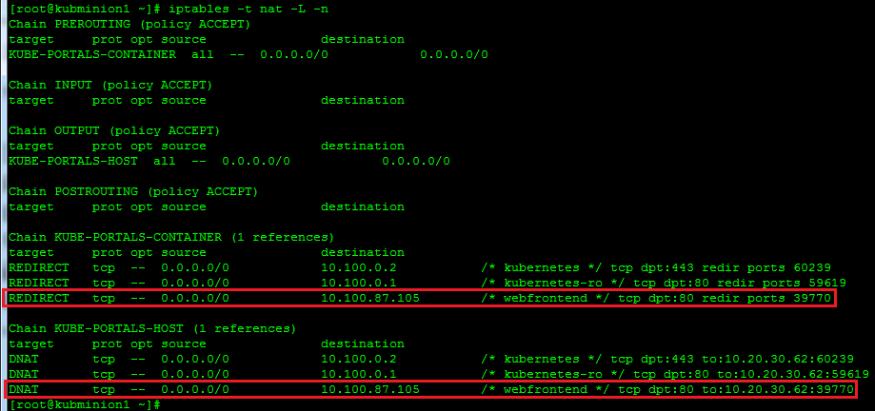 [root@kubminion1 ~]# iptables -t nat -L -n
Chain PREROUTING (policy ACCEPT)
target     prot opt source               destination
KUBE-PORTALS-CONTAINER  all  --  0.0.0.0/0            0.0.0.0/0
Chain INPUT (policy ACCEPT)
target     prot opt source               destination
Chain OUTPUT (policy ACCEPT)
target     prot opt source               destination
KUBE-PORTALS-HOST  all  --  0.0.0.0/0            0.0.0.0/0
Chain POSTROUTING (policy ACCEPT)
target     prot opt source               destination
Chain KUBE-PORTALS-CONTAINER (1 references)
target     prot opt source               destination
REDIRECT   tcp  --  0.0.0.0/0            10.100.0.2           /* kubernetes */ tcp dpt:443 redir ports 60239
REDIRECT   tcp  --  0.0.0.0/0            10.100.0.1           /* kubernetes-ro */ tcp dpt:80 redir ports 59619
REDIRECT   tcp  --  0.0.0.0/0            10.100.87.105        /* webfrontend */ tcp dpt:80 redir ports 39770
Chain KUBE-PORTALS-HOST (1 references)
target     prot opt source               destination
DNAT       tcp  --  0.0.0.0/0            10.100.0.2           /* kubernetes */ tcp dpt:443 to:10.20.30.62:60239
DNAT       tcp  --  0.0.0.0/0            10.100.0.1           /* kubernetes-ro */ tcp dpt:80 to:10.20.30.62:59619
DNAT       tcp  --  0.0.0.0/0            10.100.87.105        /* webfrontend */ tcp dpt:80 to:10.20.30.62:39770
[root@kubminion1 ~]#